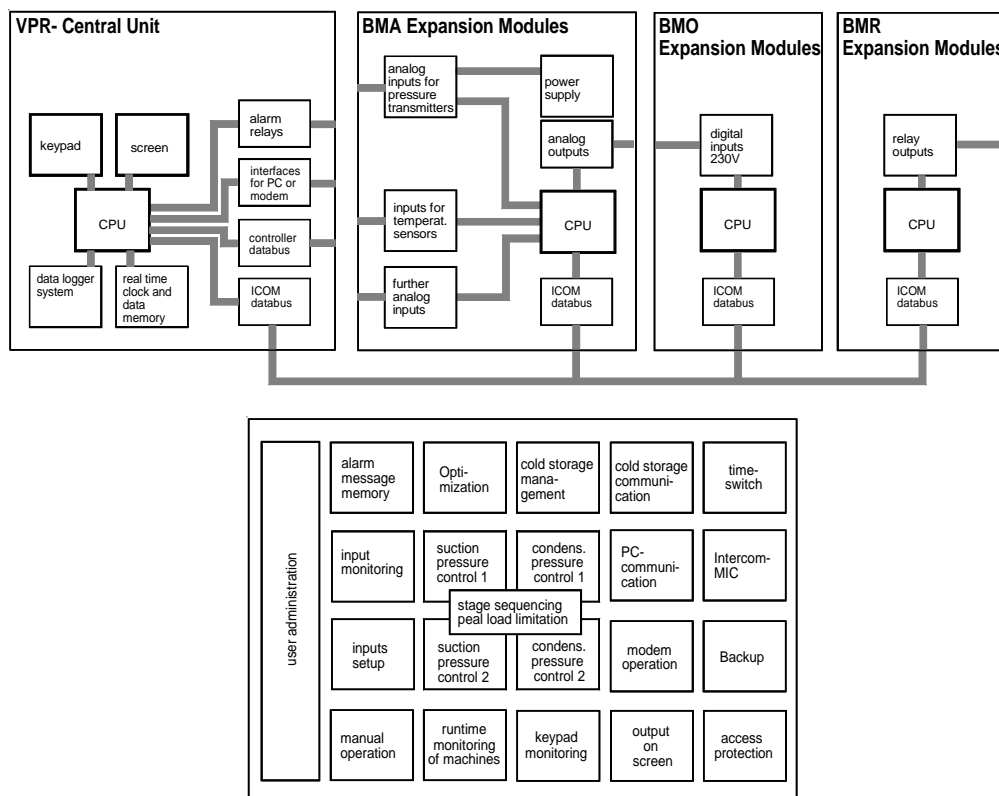 VPR- Central Unit
keypad
screen
CPU
data logger
system
real time
clock and
data
memory
alarm
relays
interfaces
for PC or
modem
controller
databus
ICOM
databus
BMA Expansion Modules
analog
inputs for
pressure
transmitters
power
supply
analog
outputs
inputs for
temperat.
sensors
CPU
further
analog
inputs
ICOM
databus
BMO
Expansion Modules
digital
inputs
230V
CPU
ICOM
databus
BMR
Expansion Modules
relay
outputs
CPU
ICOM
databus
user administration
alarm
message
memory
Opti-
mization
cold storage
mana-
gement
cold storage
communi-
cation
time-
switch
input
monitoring
suction
pressure
control 1
condens.
pressure
control 1
PC-
communi-
cation
Intercom-
MIC
stage sequencing
peal load limitation
inputs
setup
suction
pressure
control 2
condens.
pressure
control 2
modem
operation
Backup
manual
operation
runtime
monitoring
of machines
keypad
monitoring
output
on
screen
access
protection